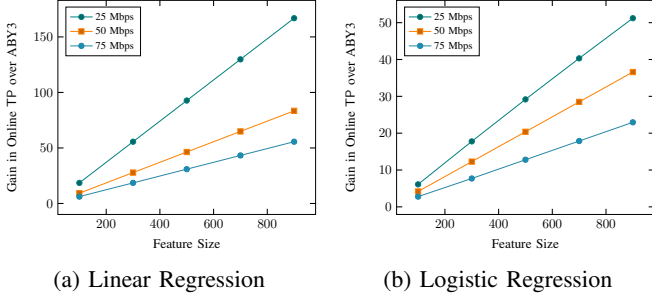 Gain in Online TP over ABY3
150
100
50
0
25 Mbps
50 Mbps
75 Mbps
200
400
600
800
Feature Size
(a) Linear Regression
Gain in Online TP over ABY3
50
40
30
20
10
0
25 Mbps
50 Mbps
75 Mbps
200
400
600
800
Feature Size
(b) Logistic Regression